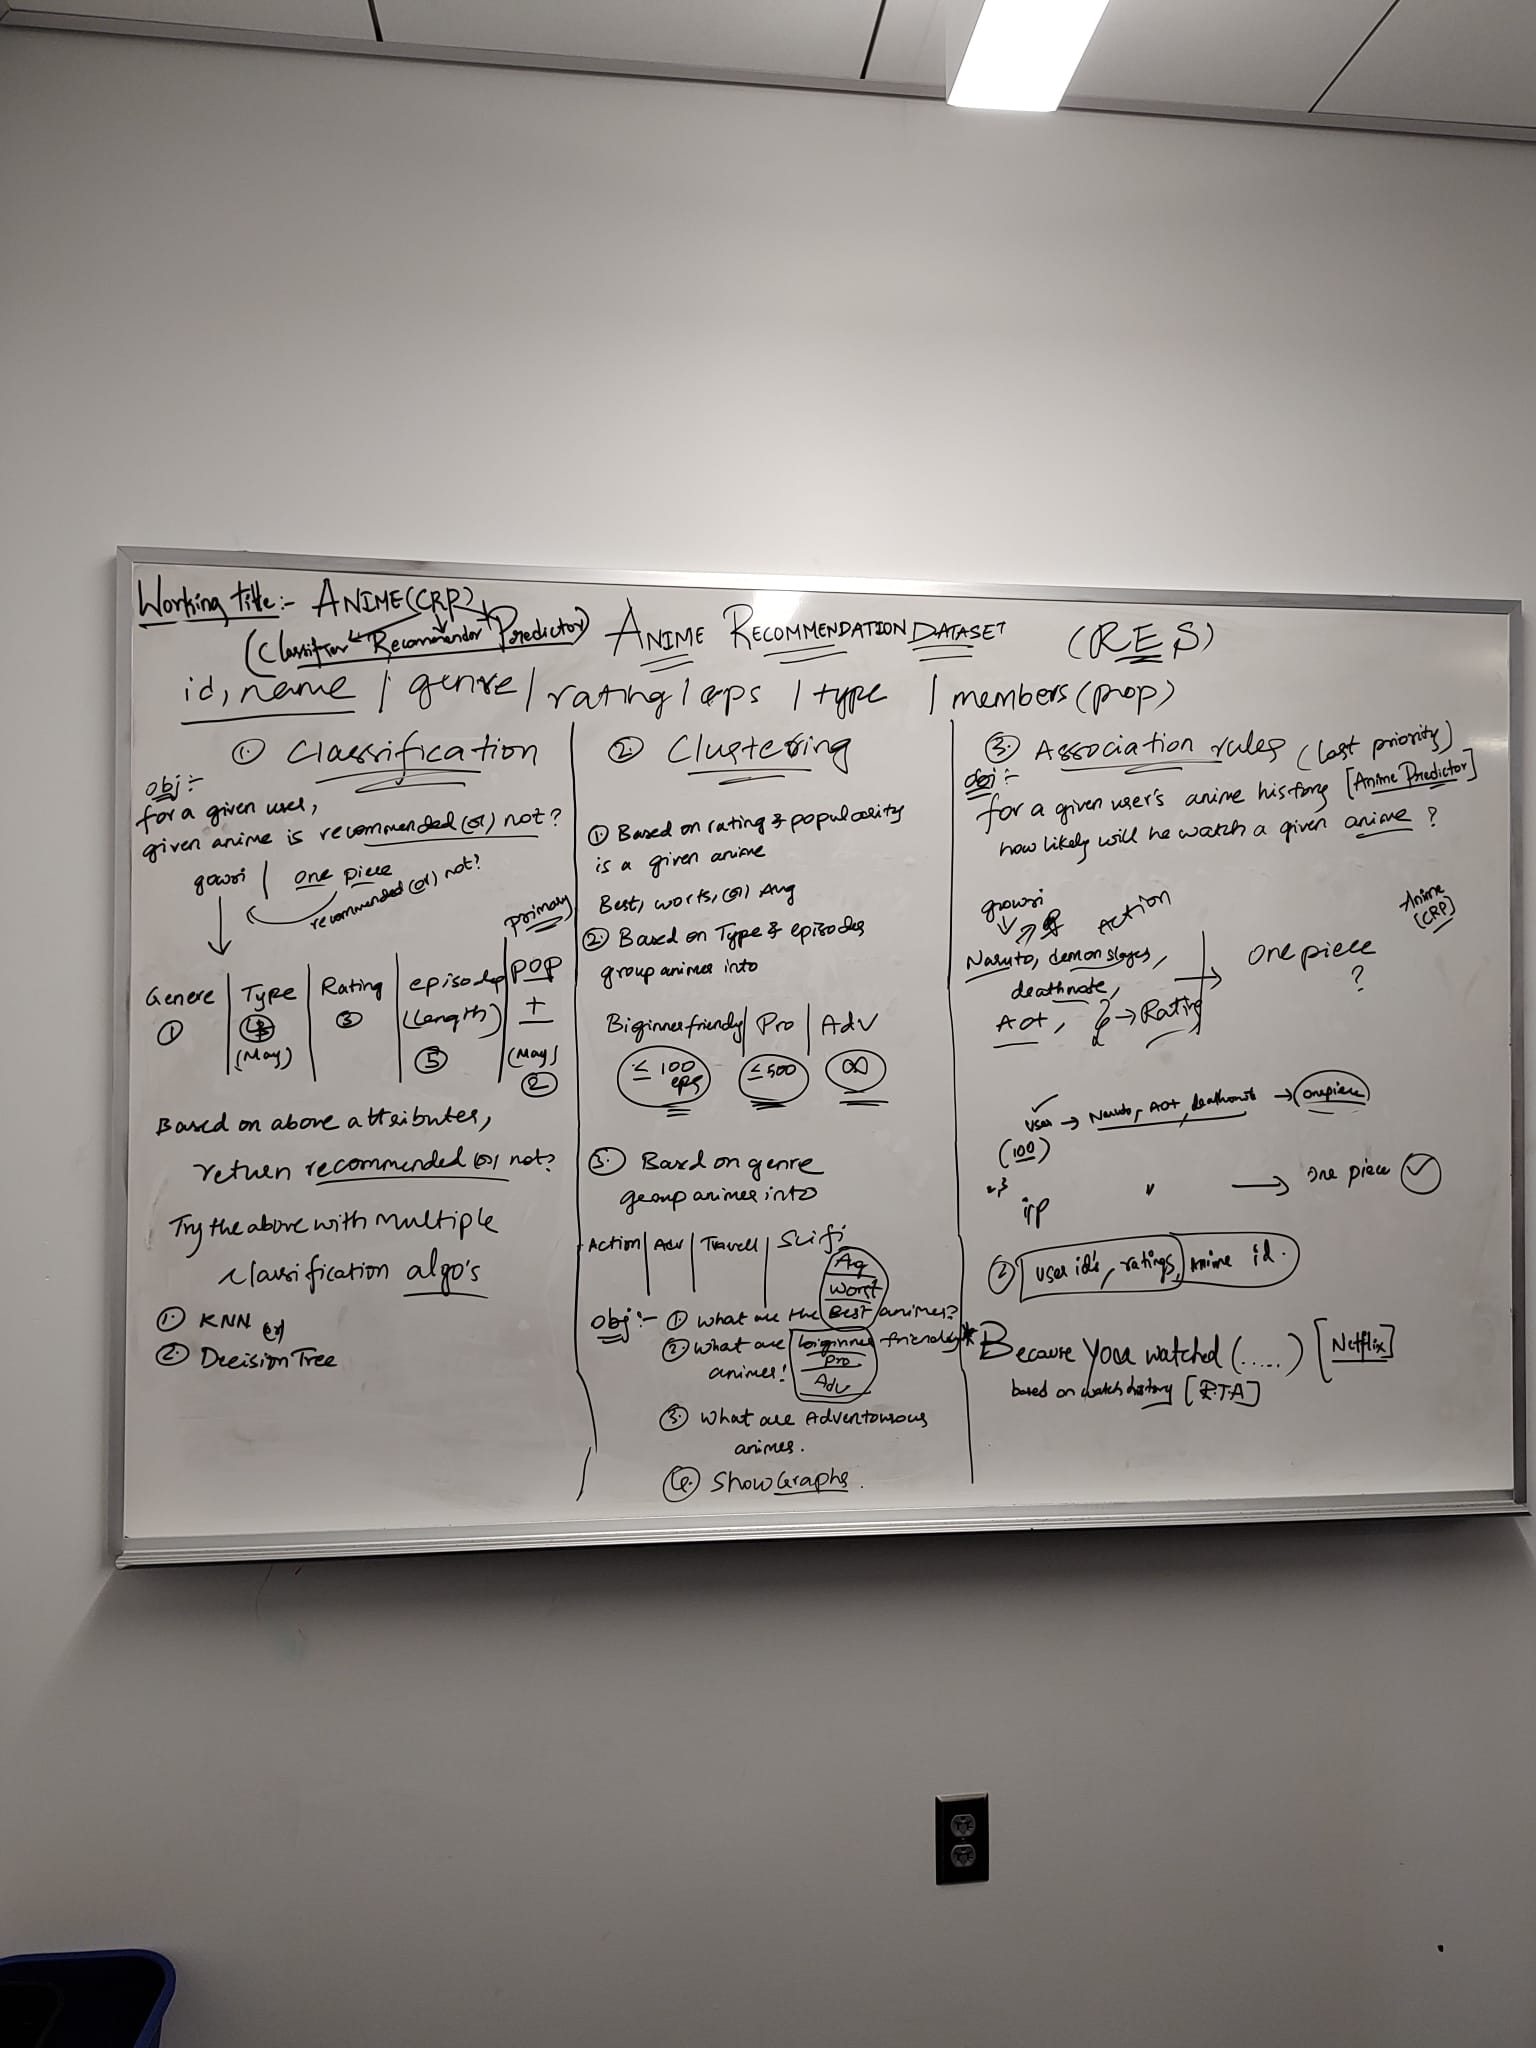 Working title:- ANIME(CRP)
(Classifier Recommendor Predictor)
ANIME RECOMMENDATION DATASET (RES)
id, name / genre / rating / eps / type / members (pop)
① Classification
obj:-
for a given user,
given anime is recommended (or) not?
gowri | one piece
recommended (or) not?
primary
Genere | Type | Rating | episodes | POP
(Length) +
① (May) ③ ⑤ (May) ②
Based on above attributes,
return recommended (or) not?
Try the above with multiple
classification algo's
① KNN (or)
② Decision Tree
② Clustering
① Based on rating & popularity
is a given anime
Best, worts, (or) Avg
② Based on Type & episodes
group animes into
Biginner friendly | Pro | Adv
≤ 100 eps ≤ 500 ∞
③ Based on genre
group animes into
Action | Adv | Travell | Scifi
Avg
Worst
obj:- ① what are the Best animes?
② What are biginner friendly
Pro
animes!
Adv
③ What are Adventourous
animes.
④ Show Graphs.
③ Association rules (last priority)
obj:-
for a given user's anime history [Anime Predictor]
how likely will he watch a given anime?
gowri
Action
Anime
[CRP]
Naruto, demon slayer, → One piece
deathnote, ?
AOT, → Rating
user → Naruto, AOT, deathnote → onepiece
(100)
" → One piece ✓
② user id's, ratings, Anime id.
* Because you watched (.....) [Netflix]
based on watch history [R.T.A]